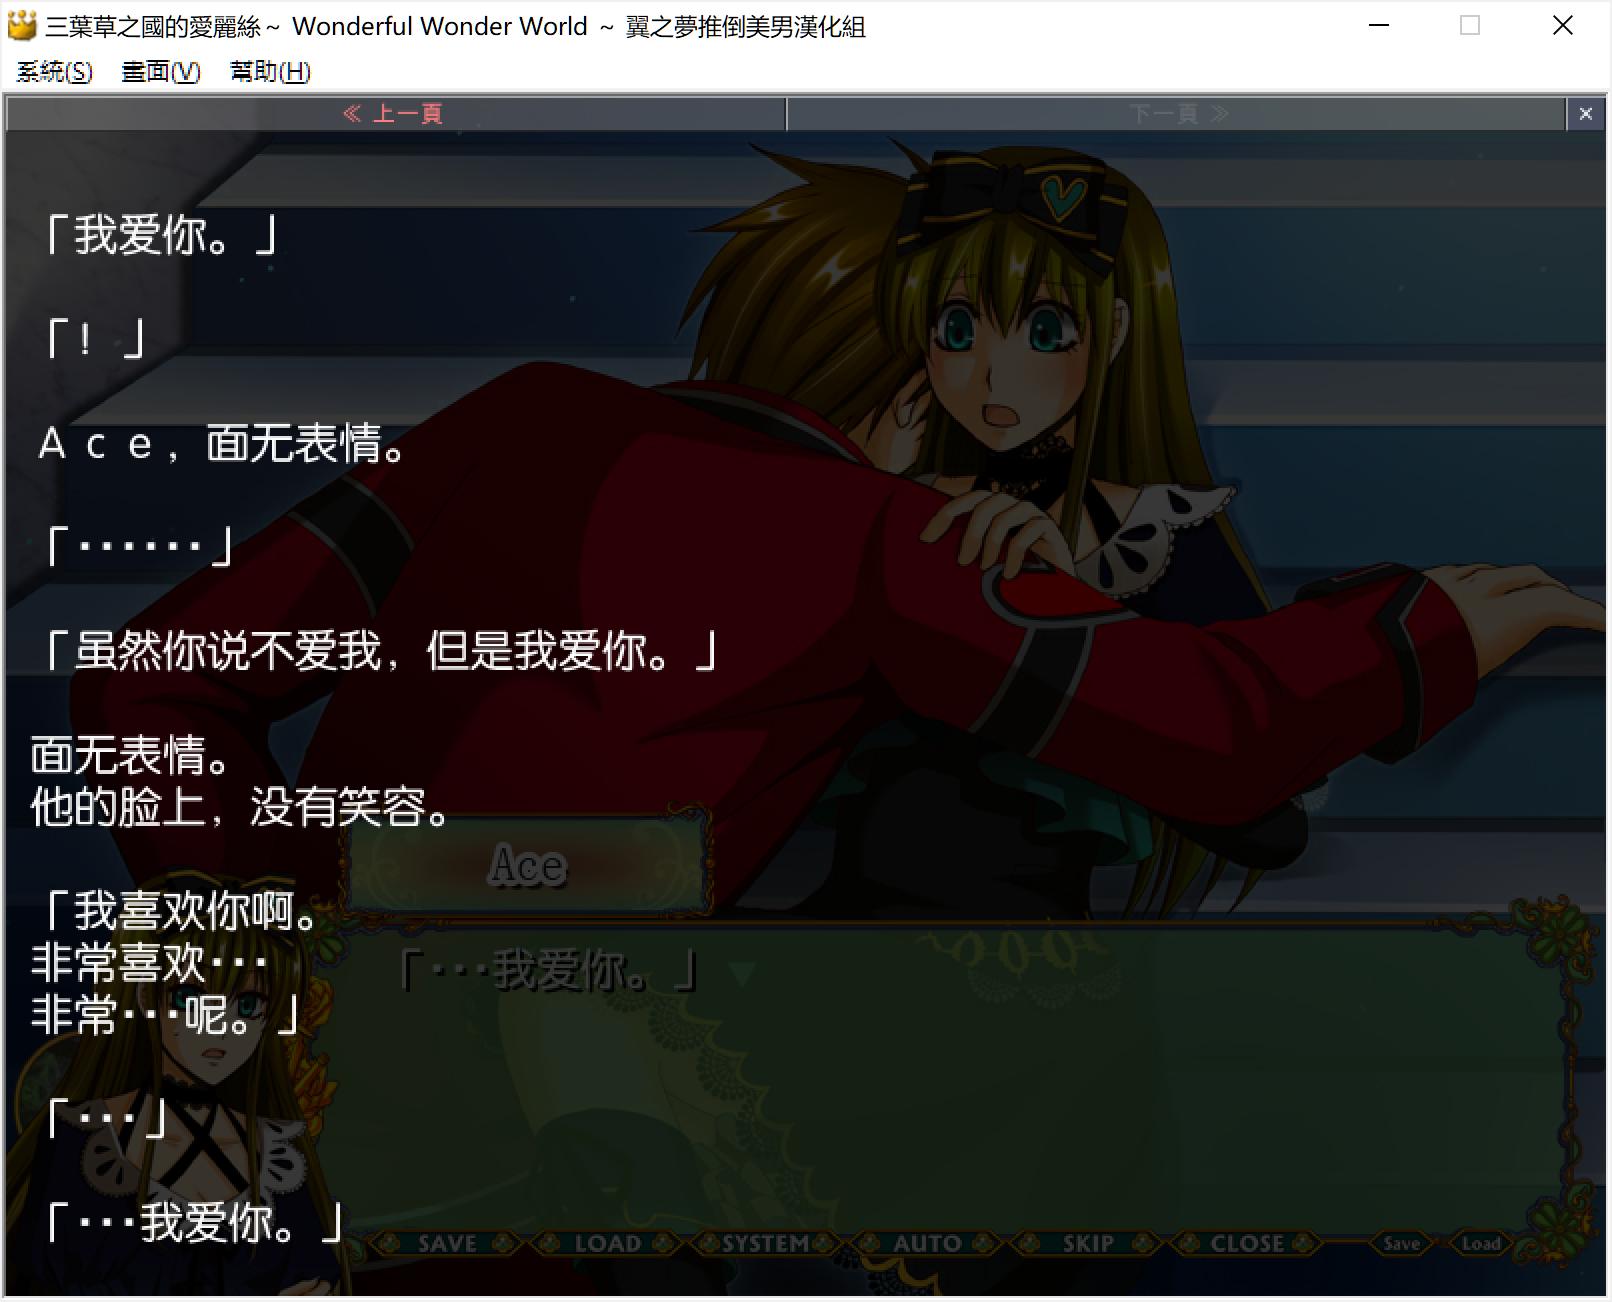 三葉草之國的愛麗絲～ Wonderful Wonder World ～ 翼之夢推倒美男漢化組
系統(S) 畫面(V) 幫助(H)
≪ 上一頁 下一頁 ≫ ×
「我爱你。」
「！」
Ａｃｅ，面无表情。
「······」
「虽然你说不爱我，但是我爱你。」
面无表情。
他的脸上，没有笑容。
「我喜欢你啊。
非常喜欢···
非常···呢。」
「···」
「···我爱你。」
Ace
「···我爱你。」
SAVE LOAD SYSTEM AUTO SKIP CLOSE Save Load